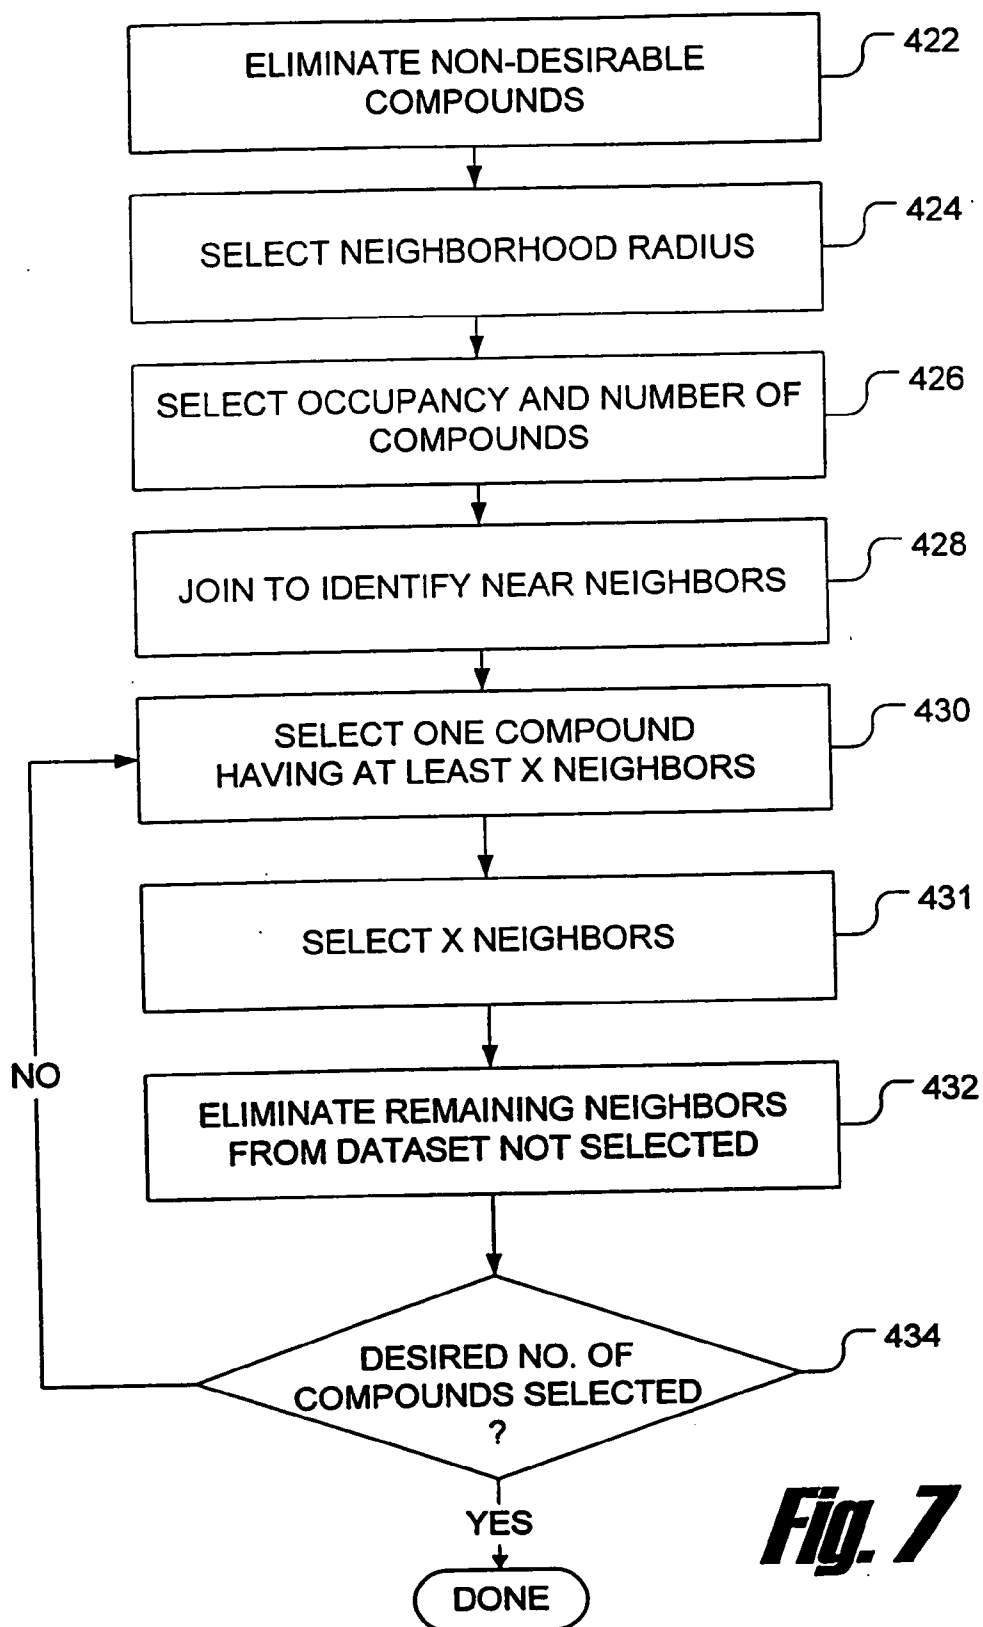 ELIMINATE NON-DESIRABLE
COMPOUNDS
422
SELECT NEIGHBORHOOD RADIUS
424
SELECT OCCUPANCY AND NUMBER OF
COMPOUNDS
426
JOIN TO IDENTIFY NEAR NEIGHBORS
428
SELECT ONE COMPOUND
HAVING AT LEAST X NEIGHBORS
430
SELECT X NEIGHBORS
431
NO
ELIMINATE REMAINING NEIGHBORS
FROM DATASET NOT SELECTED
432
DESIRED NO. OF
COMPOUNDS SELECTED
?
434
YES
DONE
Fig. 7